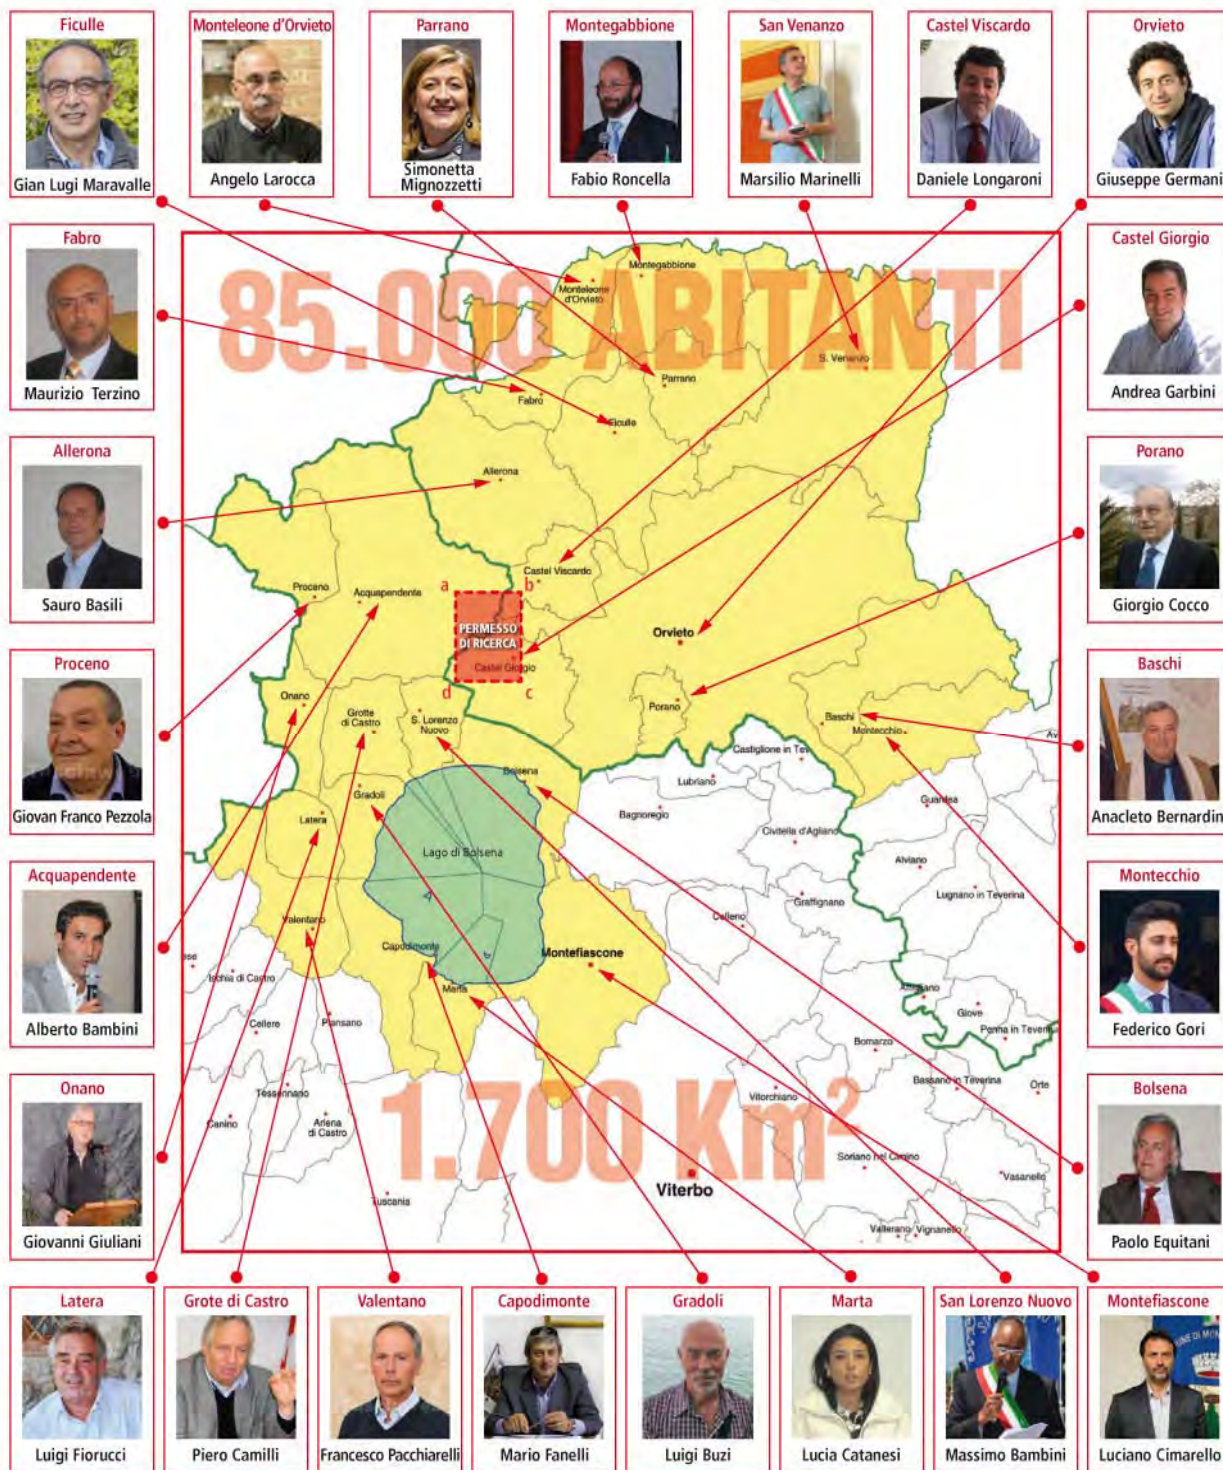 Ficulle
Gian Lugi Maravalle
Monteleone d'Orvieto
Angelo Larocca
Parrano
Simonetta
Mignozzetti
Montegabbione
Fabio Roncella
San Venanzo
Marsilio Marinelli
Castel Viscardo
Daniele Longaroni
Orvieto
Giuseppe Germani
Fabro
Maurizio Terzino
Allerona
Sauro Basili
Proceno
Giovan Franco Pezzola
Acquapendente
Alberto Bambini
Onano
Giovanni Giuliani
85.000 ABITANTI
Montegabbione
Monteleone
d'Orvieto
S. Venanzo
Parrano
Fabro
Ficulle
Allerona
Castel Viscardo
Proceno
Acquapendente
a
b
PERMESSO
DI RICERCA
Castel Giorgio
d
c
Orvieto
Onano
Grotte
di Castro
S. Lorenzo
Nuovo
Porano
Baschi
Montecchio
Castiglione in Tev
Bolsena
Lubriano
Gradoli
Guardea
Latera
Bagnoregio
Civitella d'Agliano
Lago di Bolsena
Alviano
Lugnano in Teverina
Graffignano
Valentano
Celleno
Capodimonte
Montefiascone
Ischia di Castro
Marta
Attigliano
Giove
Cellere
Piansano
Penna in Teverina
Bomarzo
Tessennano
Bassano in Teverina
Orte
Vitorchiano
Canino
Arlena
di Castro
1.700 Km²
Soriano nel Cimino
Vasanello
Viterbo
Tuscania
Vallerano
Vignanello
Castel Giorgio
Andrea Garbini
Porano
Giorgio Cocco
Baschi
Anacleto Bernardin
Montecchio
Federico Gori
Bolsena
Paolo Equitani
Latera
Luigi Fiorucci
Grote di Castro
Piero Camilli
Valentano
Francesco Pacchiarelli
Capodimonte
Mario Fanelli
Gradoli
Luigi Buzi
Marta
Lucia Catanesi
San Lorenzo Nuovo
Massimo Bambini
Montefiascone
Luciano Cimarello